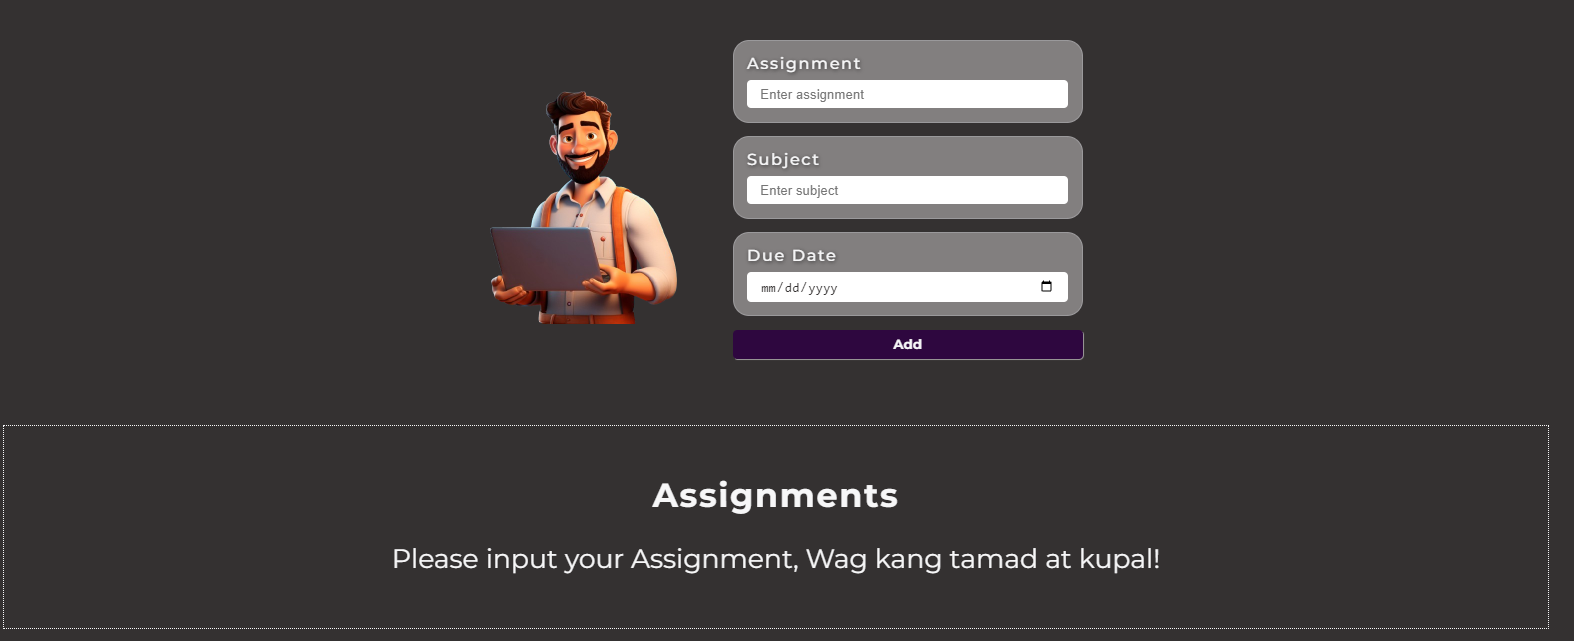 Assignment
Enter assignment
Subject
Enter subject
Due Date
mm/dd/yyyy
Add
Assignments
Please input your Assignment, Wag kang tamad at kupal!